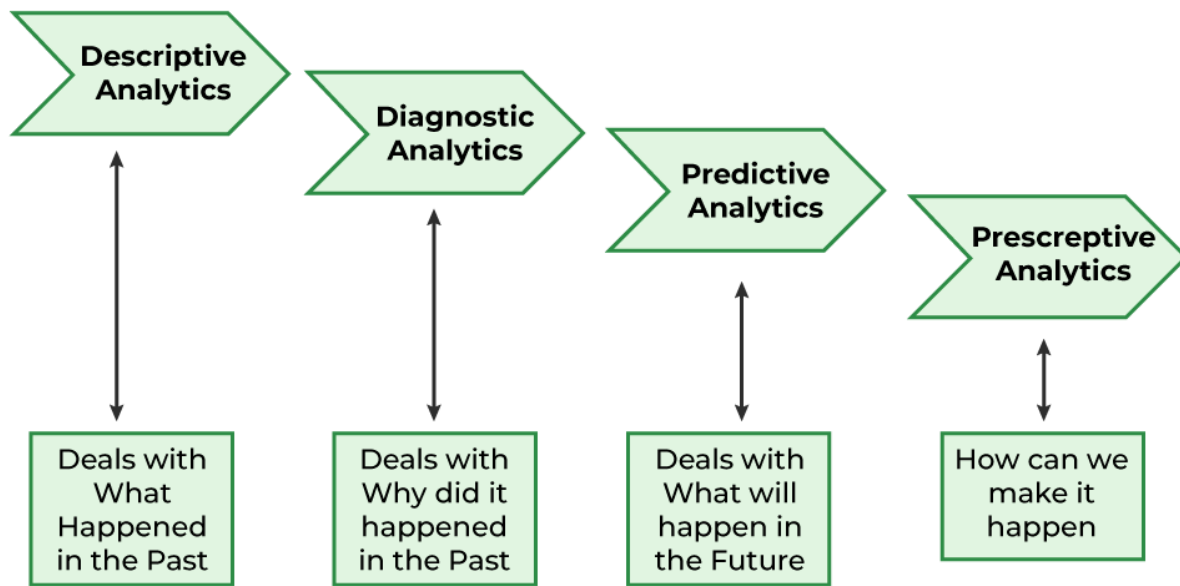 Descriptive
Analytics
Diagnostic
Analytics
Predictive
Analytics
Prescreptive
Analytics
Deals with
What
Happened
in the Past
Deals with
Why did it
happened
in the Past
Deals with
What will
happen in
the Future
How can we
make it
happen